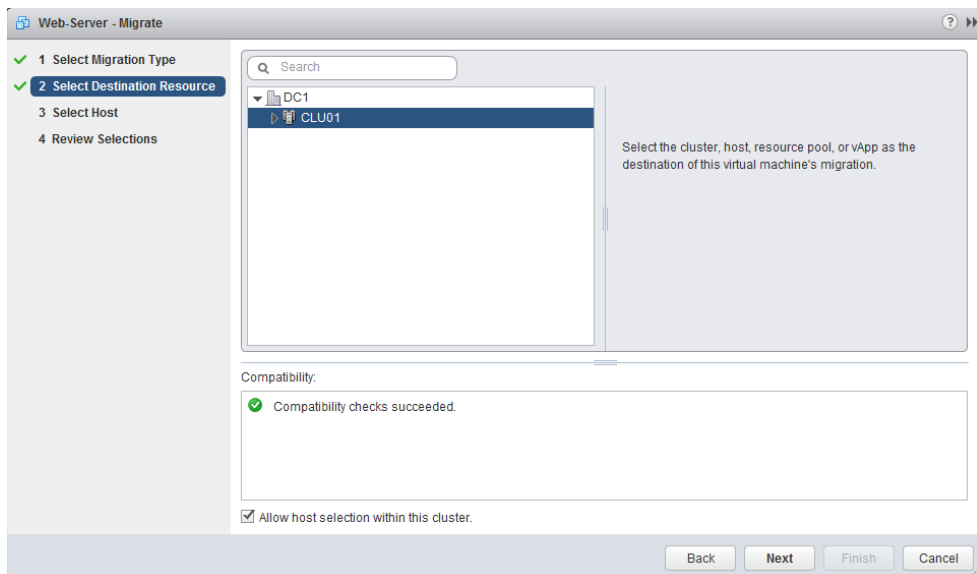 Web-Server - Migrate
1 Select Migration Type
2 Select Destination Resource
3 Select Host
4 Review Selections
Search
DC1
CLU01
Select the cluster, host, resource pool, or vApp as the
destination of this virtual machine's migration.
Compatibility:
Compatibility checks succeeded.
Allow host selection within this cluster.
Back
Next
Finish
Cancel